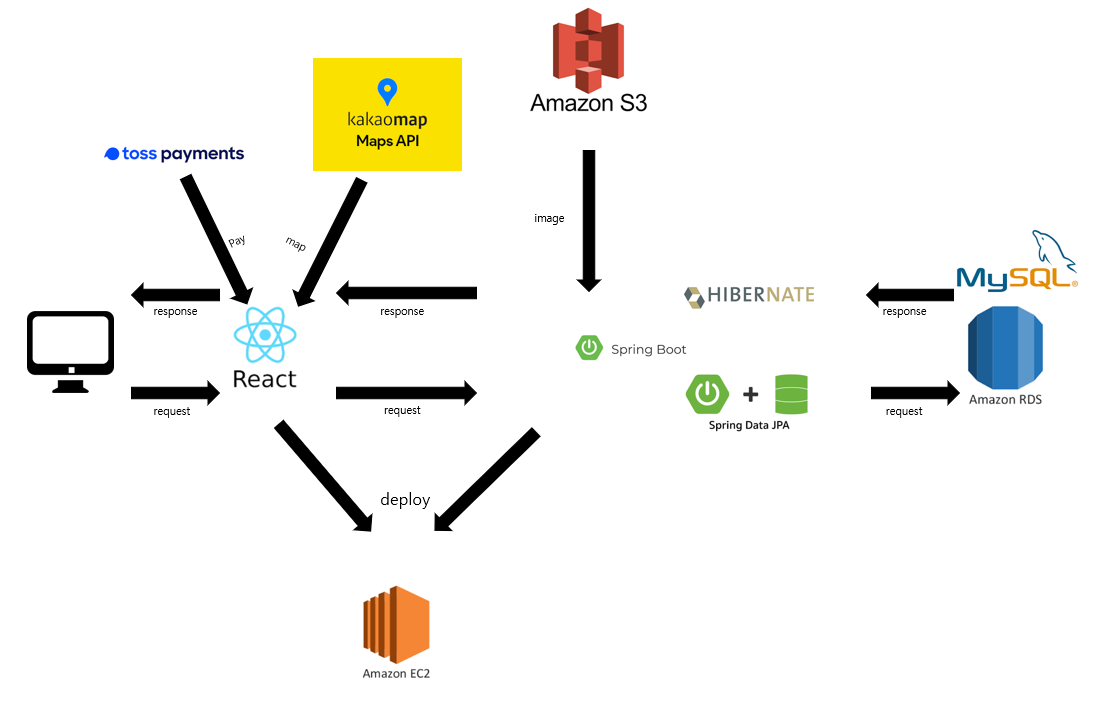 Amazon S3
kakaomap
Maps API
toss payments
image
Pay
map
MySQL
HIBERNATE
response
response
response
Spring Boot
React
Amazon RDS
request
request
request
Spring Data JPA
deploy
Amazon EC2